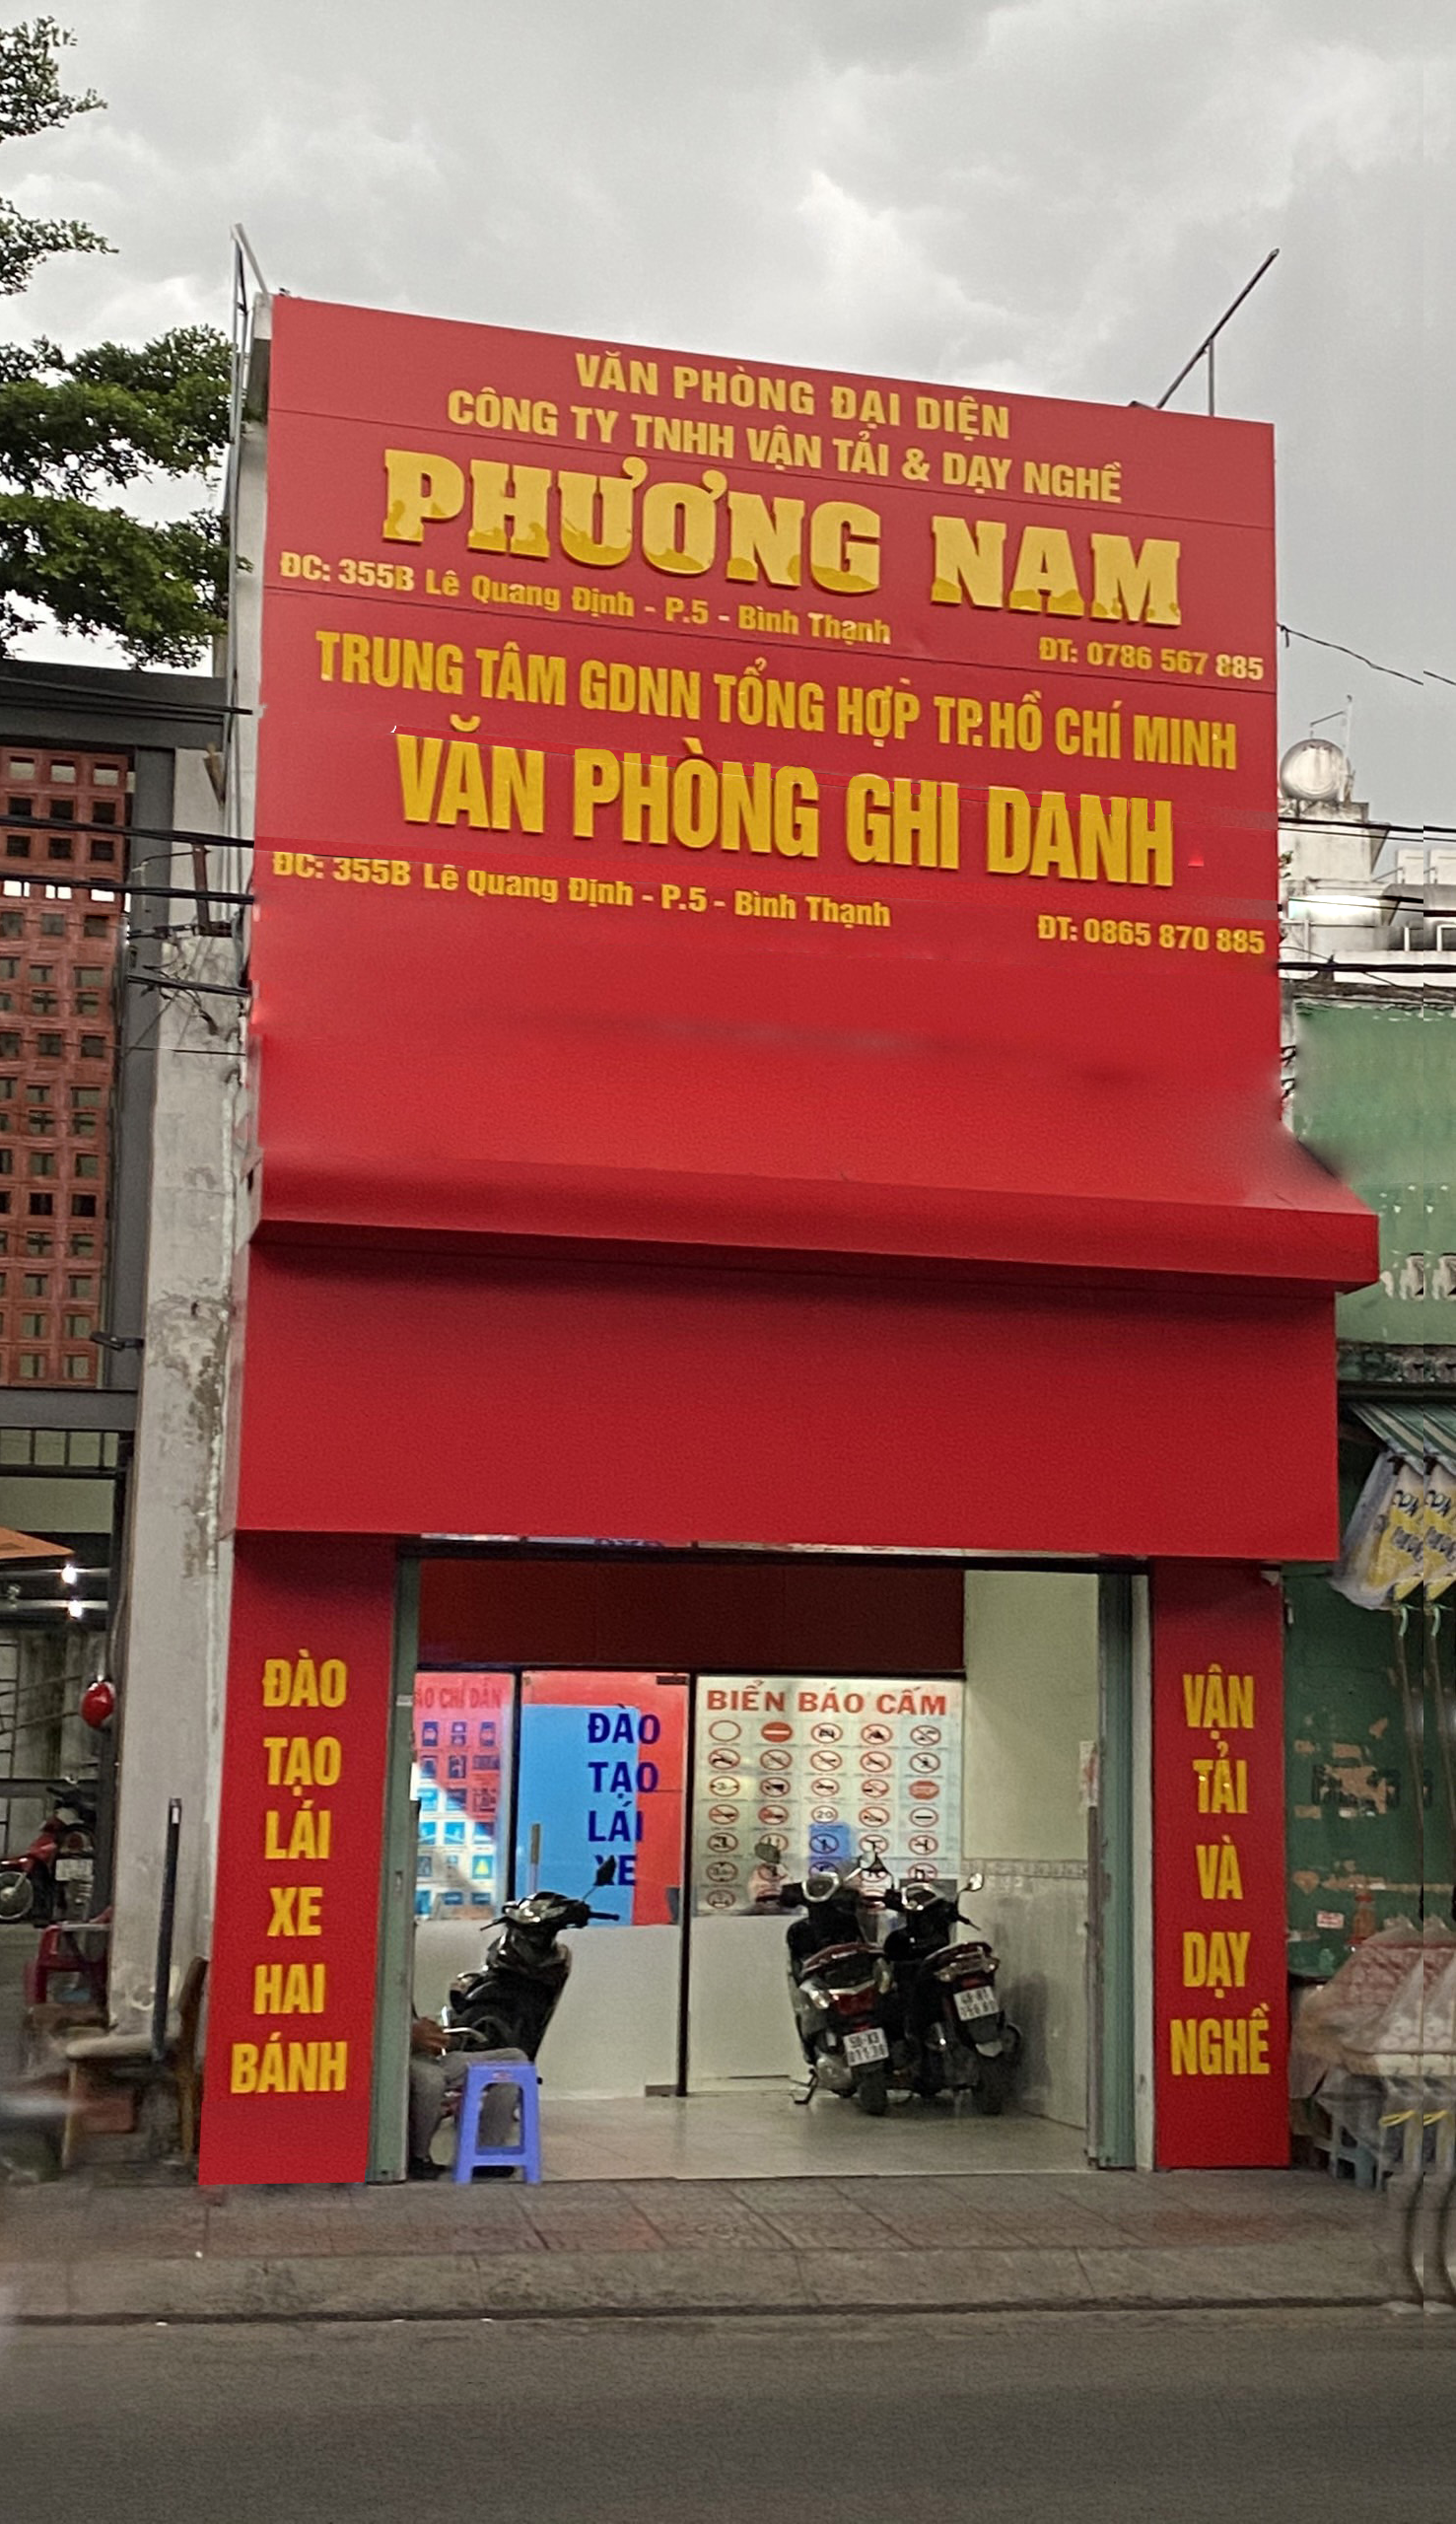 VĂN PHÒNG ĐẠI DIỆN
CÔNG TY TNHH VẬN TẢI & DẠY NGHỀ
PHƯƠNG NAM
ĐC: 355B Lê Quang Định - P.5 - Bình Thạnh
ĐT: 0786 567 885
TRUNG TÂM GDNN TỔNG HỢP TP.HỒ CHÍ MINH
VĂN PHÒNG GHI DANH
ĐC: 355B Lê Quang Định - P.5 - Bình Thạnh
ĐT: 0865 870 885
ĐÀO
TẠO
LÁI
XE
HAI
BÁNH
CHỈ DẪN
ĐÀO
TẠO
LÁI
XE
BIỂN BÁO CẤM
VẬN
TẢI
VÀ
DẠY
NGHỀ